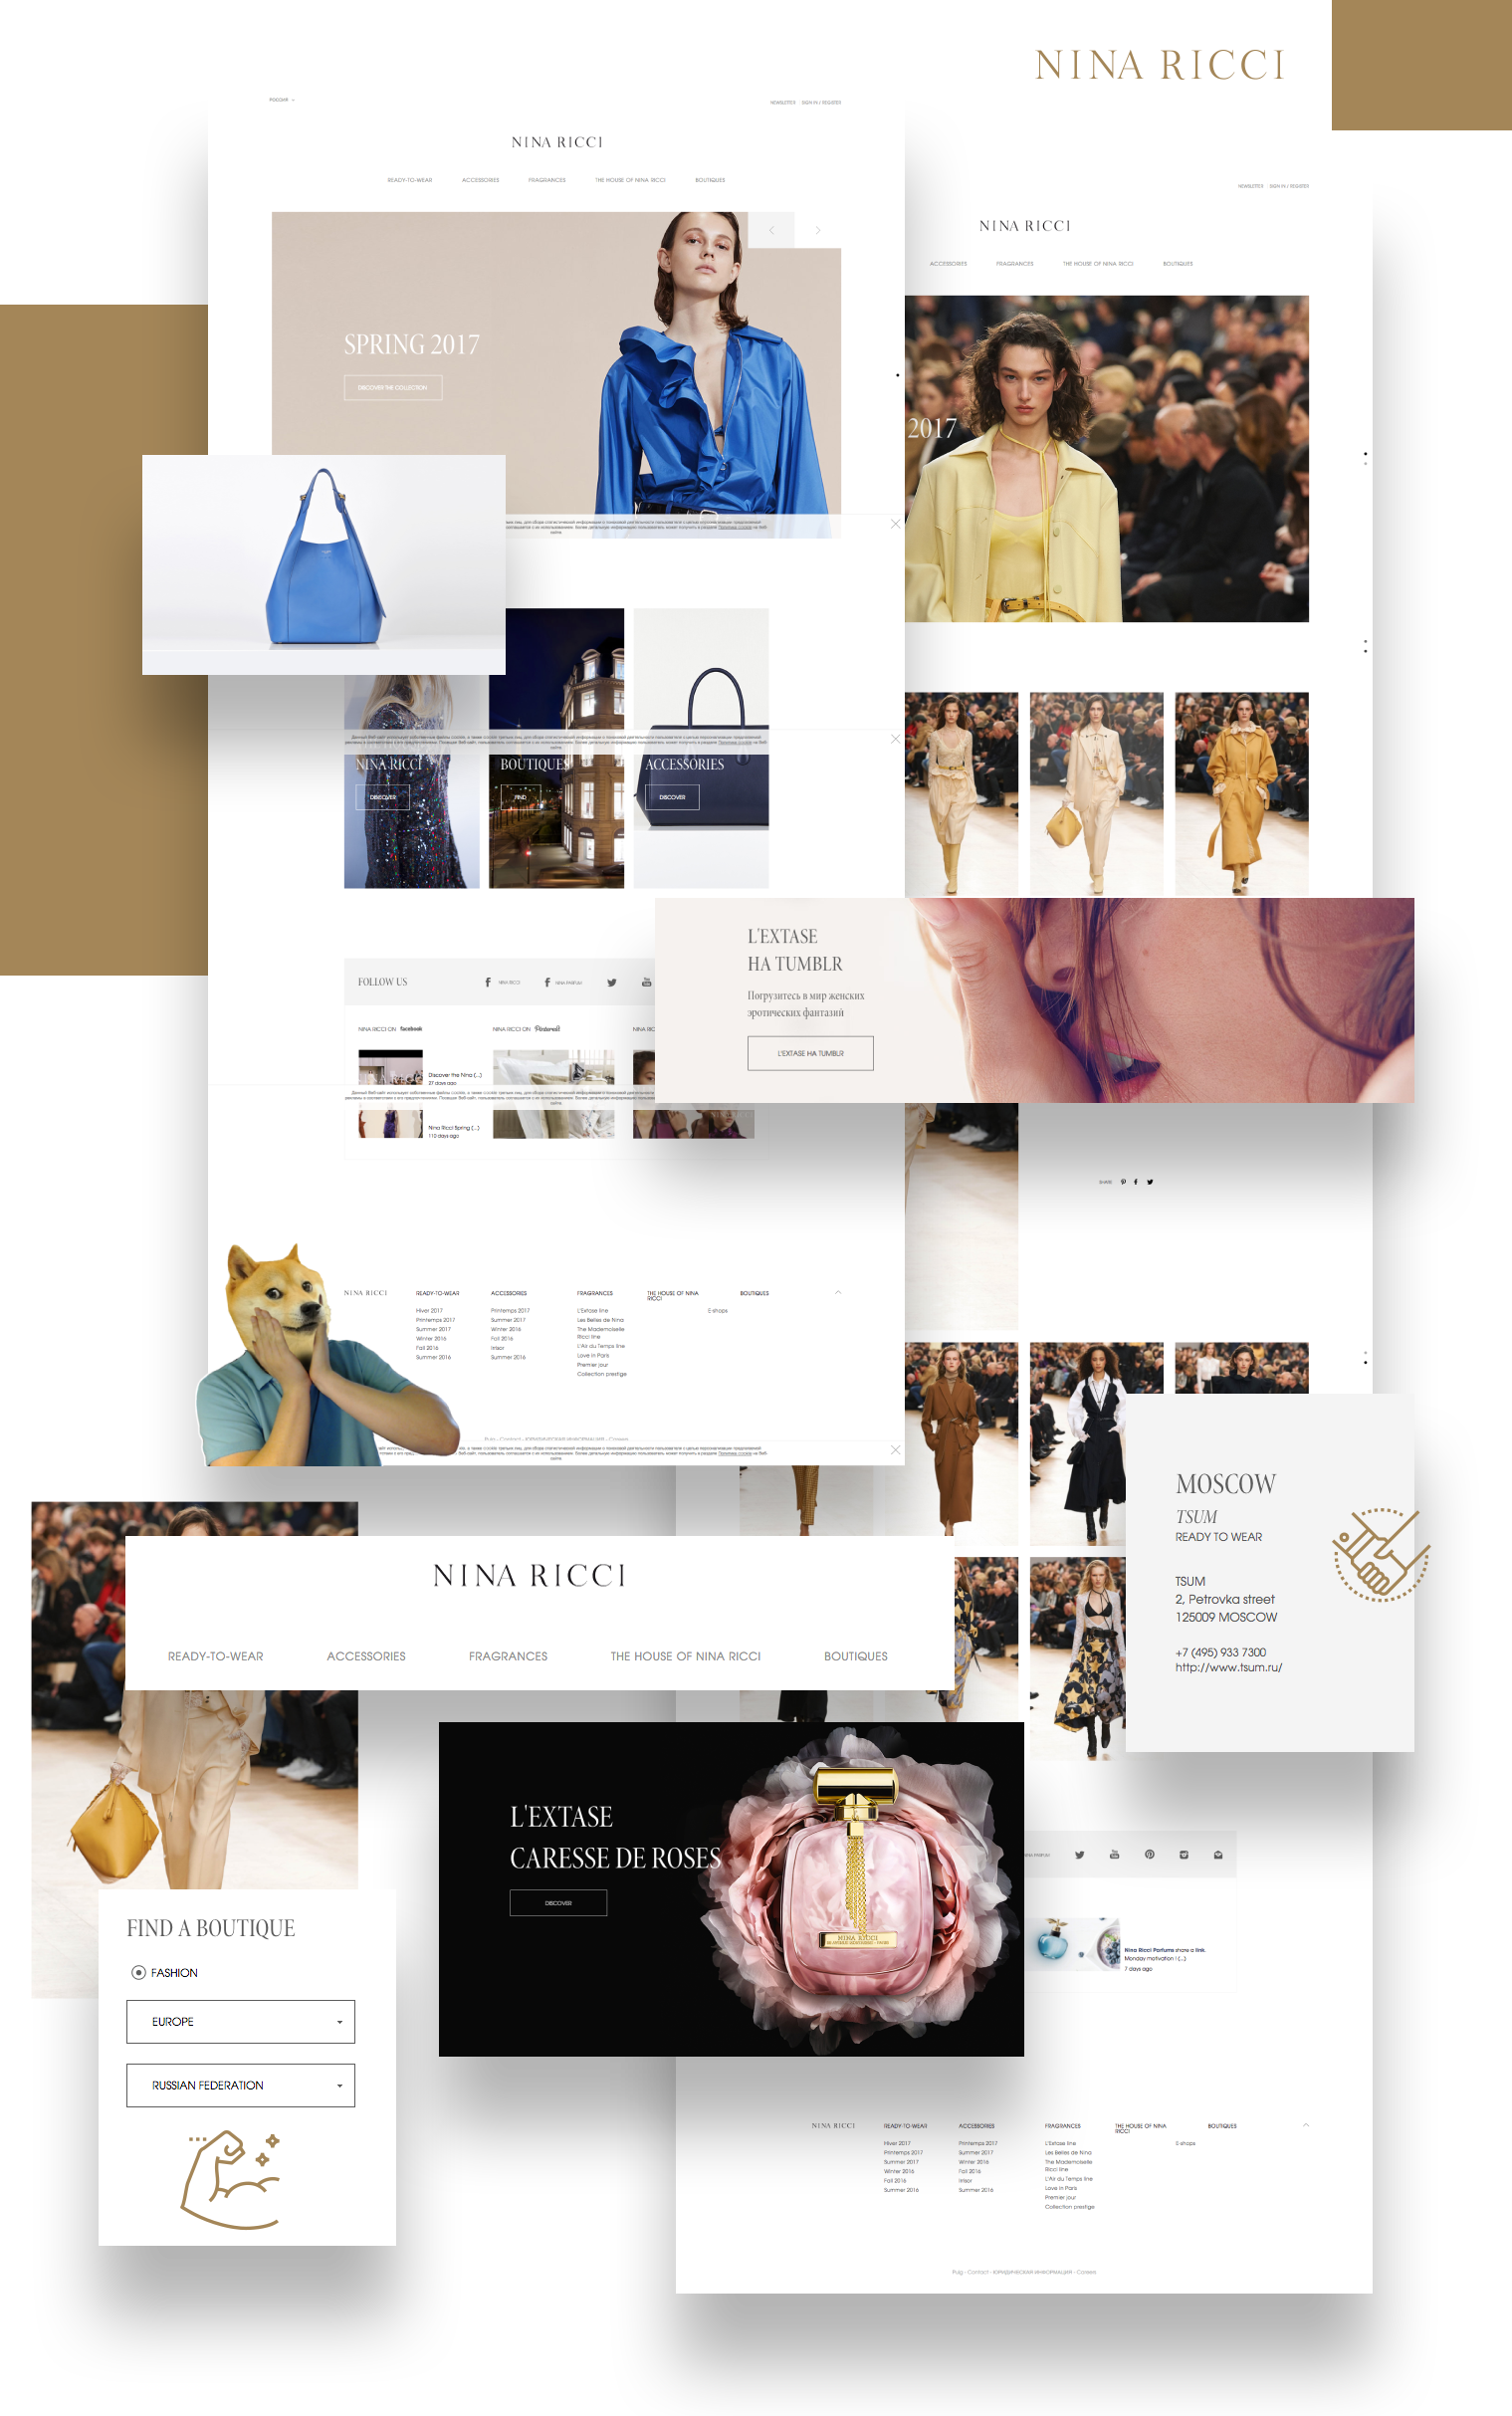 NINA RICCI
РОССИЯ
NEWSLETTER SIGN IN / REGISTER
NINA RICCI
READY-TO-WEAR ACCESSORIES FRAGRANCES THE HOUSE OF NINA RICCI BOUTIQUES
SPRING 2017
DISCOVER THE COLLECTION
NEWSLETTER SIGN IN / REGISTER
NINA RICCI
ACCESSORIES FRAGRANCES THE HOUSE OF NINA RICCI BOUTIQUES
2017
NINA RICCI
DISCOVER
BOUTIQUES
FIND
ACCESSORIES
DISCOVER
L'EXTASE
НА TUMBLR
Погрузитесь в мир женских
эротических фантазий
L'EXTASE НА TUMBLR
FOLLOW US
NINA RICCI
NINA RICCI ON facebook
NINA RICCI ON Pinterest
Discover the Nina [...]
27 days ago
Nina Ricci Spring [...]
110 days ago
SHARE
NINA RICCI
READY-TO-WEAR
Hiver 2017
Printemps 2017
Summer 2017
Winter 2016
Fall 2016
Summer 2016
ACCESSORIES
Printemps 2017
Summer 2017
Winter 2016
Fall 2016
Summer 2016
FRAGRANCES
L'Extase line
Les Belles de Nina
The Mademoiselle
Ricci line
L'Air du Temps line
Love in Paris
Premier jour
Collection prestige
THE HOUSE OF NINA
RICCI
BOUTIQUES
E-shops
MOSCOW
TSUM
READY TO WEAR
TSUM
2, Petrovka street
125009 MOSCOW
+7 (495) 933 7300
http://www.tsum.ru/
NINA RICCI
READY-TO-WEAR ACCESSORIES FRAGRANCES THE HOUSE OF NINA RICCI BOUTIQUES
L'EXTASE
CARESSE DE ROSES
DISCOVER
NINA RICCI
Nina Ricci Parfums share a link.
Monday motivation ! [...]
7 days ago
FIND A BOUTIQUE
FASHION
EUROPE
RUSSIAN FEDERATION
NINA RICCI
READY-TO-WEAR
Hiver 2017
Printemps 2017
Summer 2017
Winter 2016
Fall 2016
Summer 2016
ACCESSORIES
Printemps 2017
Summer 2017
Winter 2016
Fall 2016
Summer 2016
FRAGRANCES
L'Extase line
Les Belles de Nina
The Mademoiselle
Ricci line
L'Air du Temps line
Love in Paris
Premier jour
Collection prestige
THE HOUSE OF NINA
RICCI
BOUTIQUES
E-shops
Puig - Contact - ЮРИДИЧЕСКАЯ ИНФОРМАЦИЯ - Careers